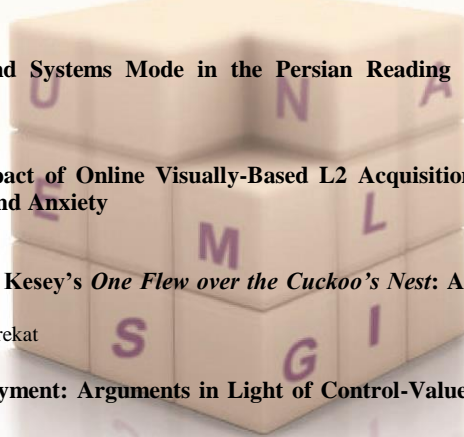 nd Systems Mode in the Persian Reading
U N A
pact of Online Visually-Based L2 Acquisition
nd Anxiety
E M L
Kesey's One Flew over the Cuckoo's Nest: A
rekat
S G I
yment: Arguments in Light of Control-Value